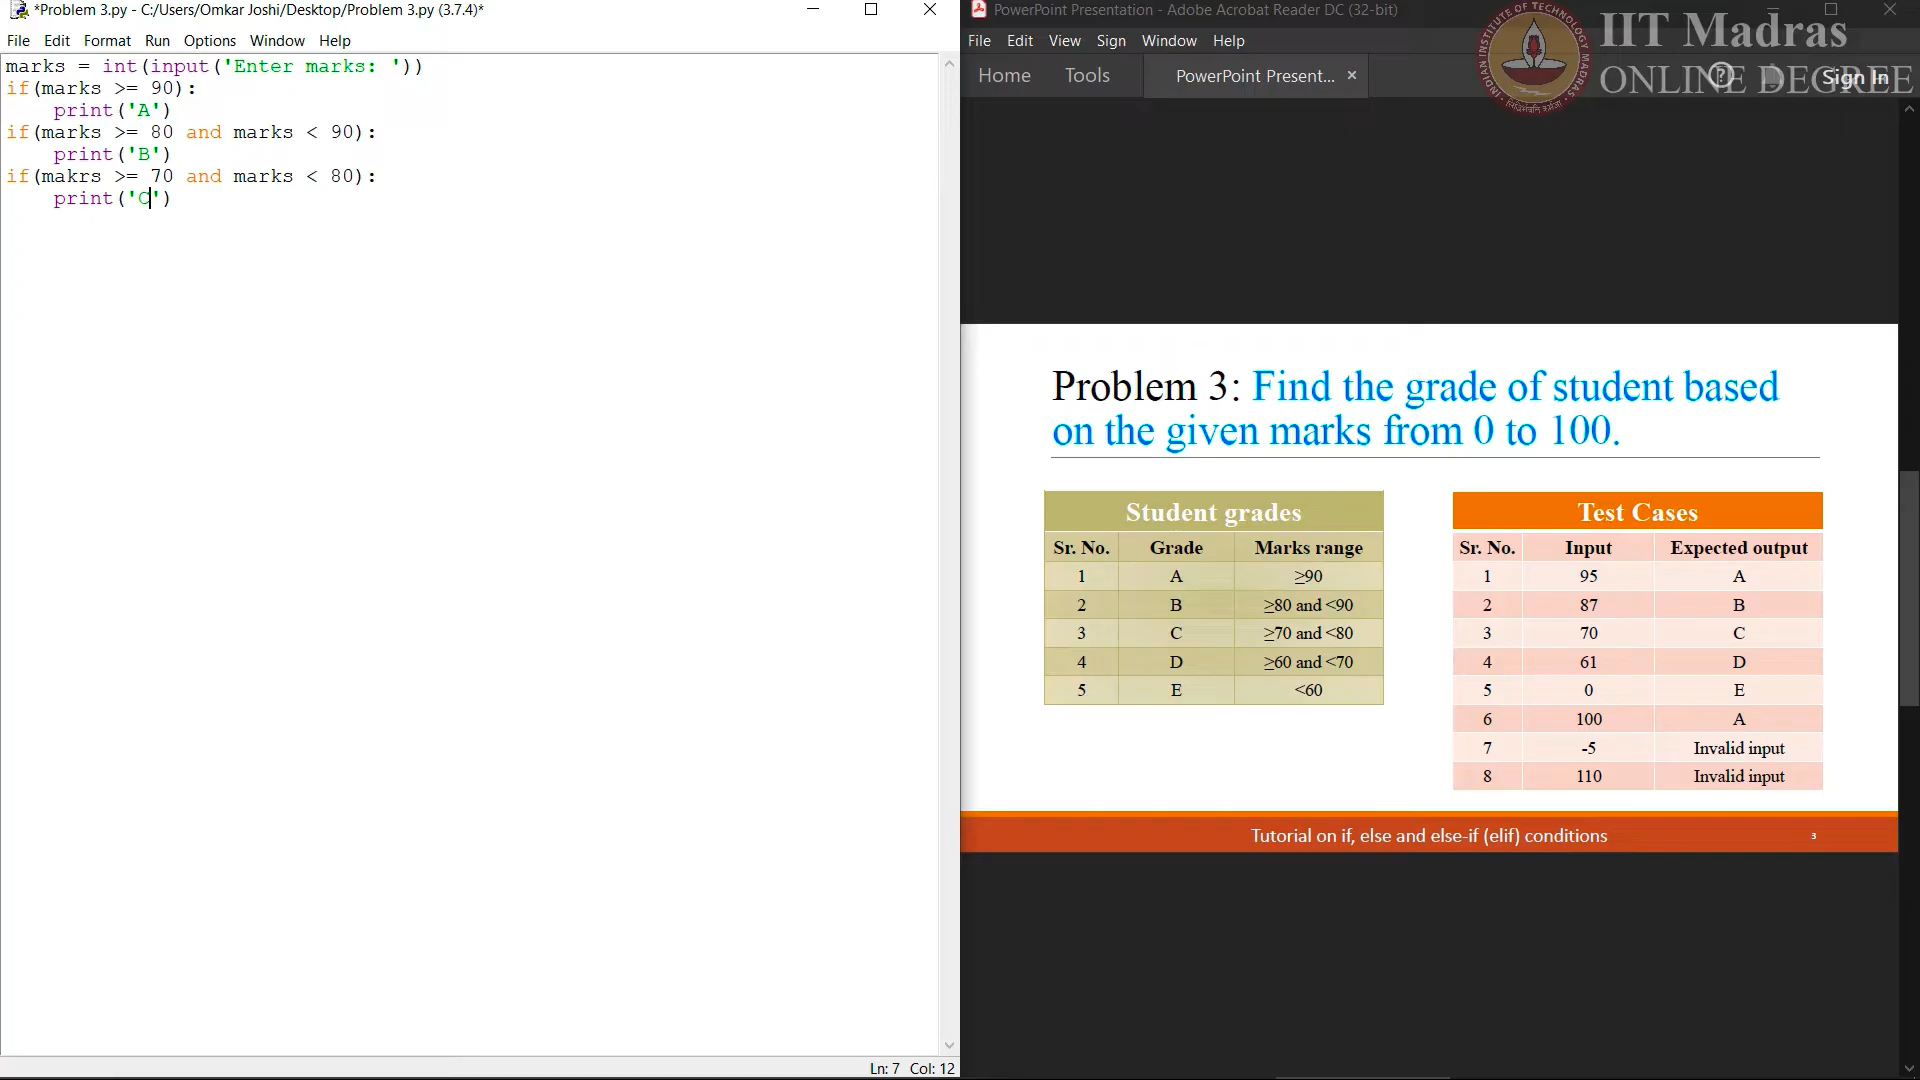 *Problem 3.py - C:/Users/Omkar Joshi/Desktop/Problem 3.py (3.7.4)*
File Edit Format Run Options Window Help
marks = int(input('Enter marks: '))
if(marks >= 90):
    print('A')
if(marks >= 80 and marks < 90):
    print('B')
if(makrs >= 70 and marks < 80):
    print('C')
Ln: 7 Col: 12
PowerPoint Presentation - Adobe Acrobat Reader DC (32-bit)
File Edit View Sign Window Help
Home Tools PowerPoint Present... × Sign In
IIT Madras
ONLINE DEGREE
INDIAN INSTITUTE OF TECHNOLOGY MADRAS
Problem 3: Find the grade of student based
on the given marks from 0 to 100.
Student grades
Sr. No. Grade Marks range
1 A ≥90
2 B ≥80 and <90
3 C ≥70 and <80
4 D ≥60 and <70
5 E <60
Test Cases
Sr. No. Input Expected output
1 95 A
2 87 B
3 70 C
4 61 D
5 0 E
6 100 A
7 -5 Invalid input
8 110 Invalid input
Tutorial on if, else and else-if (elif) conditions
3